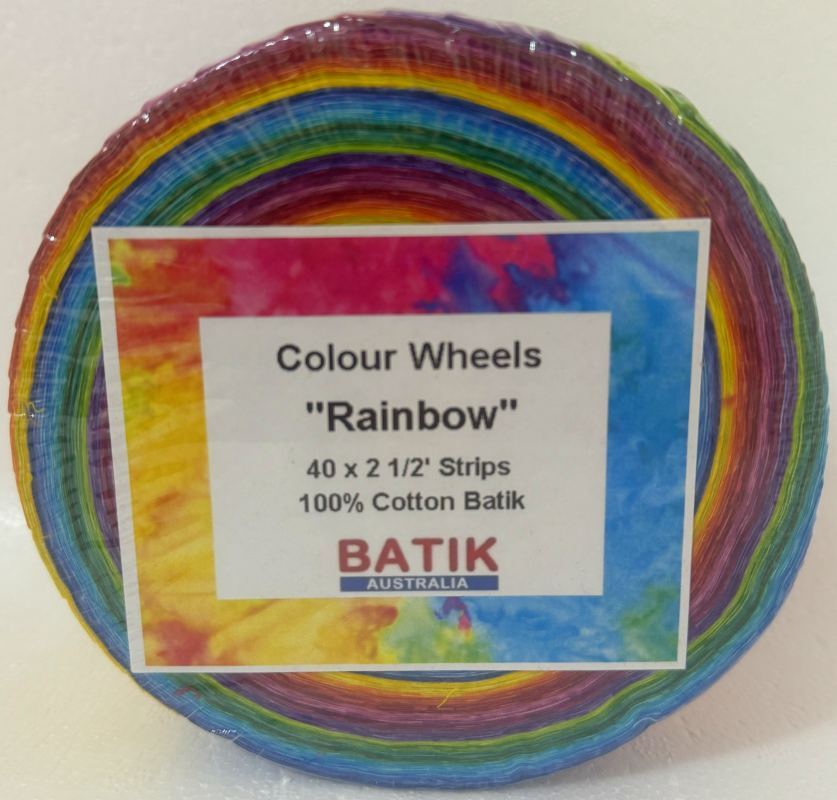 Colour Wheels
"Rainbow"
40 x 2 1/2' Strips
100% Cotton Batik
BATIK
AUSTRALIA